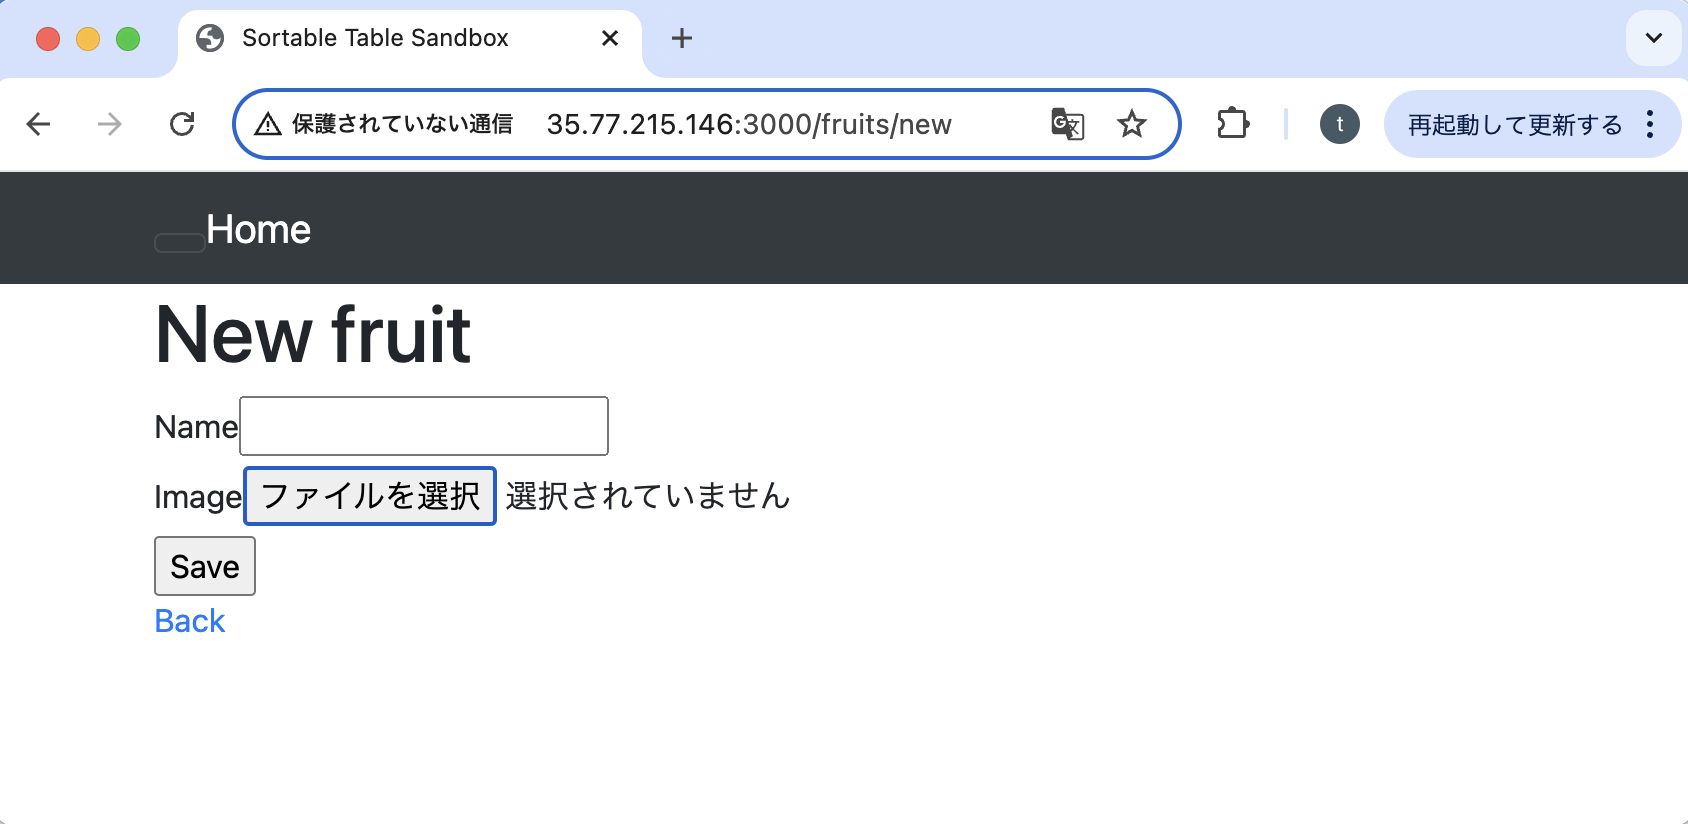 Sortable Table Sandbox
保護されていない通信 35.77.215.146:3000/fruits/new t 再起動して更新する
Home
New fruit
Name
Image ファイルを選択 選択されていません
Save
Back